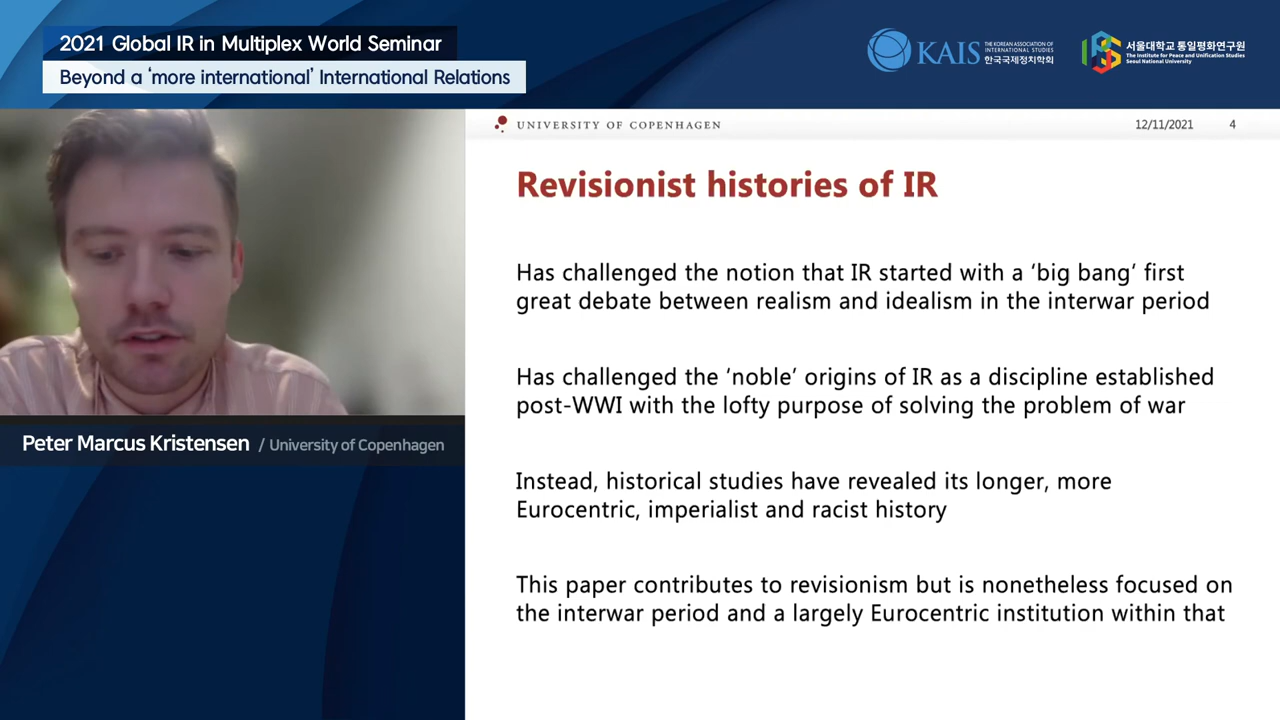 2021 Global IR in Multiplex World Seminar
Beyond a ‘more international’ International Relations
KAIS
THE KOREAN ASSOCIATION OF
INTERNATIONAL STUDIES
한국국제정치학회
서울대학교 통일평화연구원
The Institute for Peace and Unification Studies
Seoul National University
UNIVERSITY OF COPENHAGEN
12/11/2021 4
Revisionist histories of IR
Has challenged the notion that IR started with a ‘big bang’ first
great debate between realism and idealism in the interwar period
Has challenged the ‘noble’ origins of IR as a discipline established
post-WWI with the lofty purpose of solving the problem of war
Instead, historical studies have revealed its longer, more
Eurocentric, imperialist and racist history
This paper contributes to revisionism but is nonetheless focused on
the interwar period and a largely Eurocentric institution within that
Peter Marcus Kristensen / University of Copenhagen